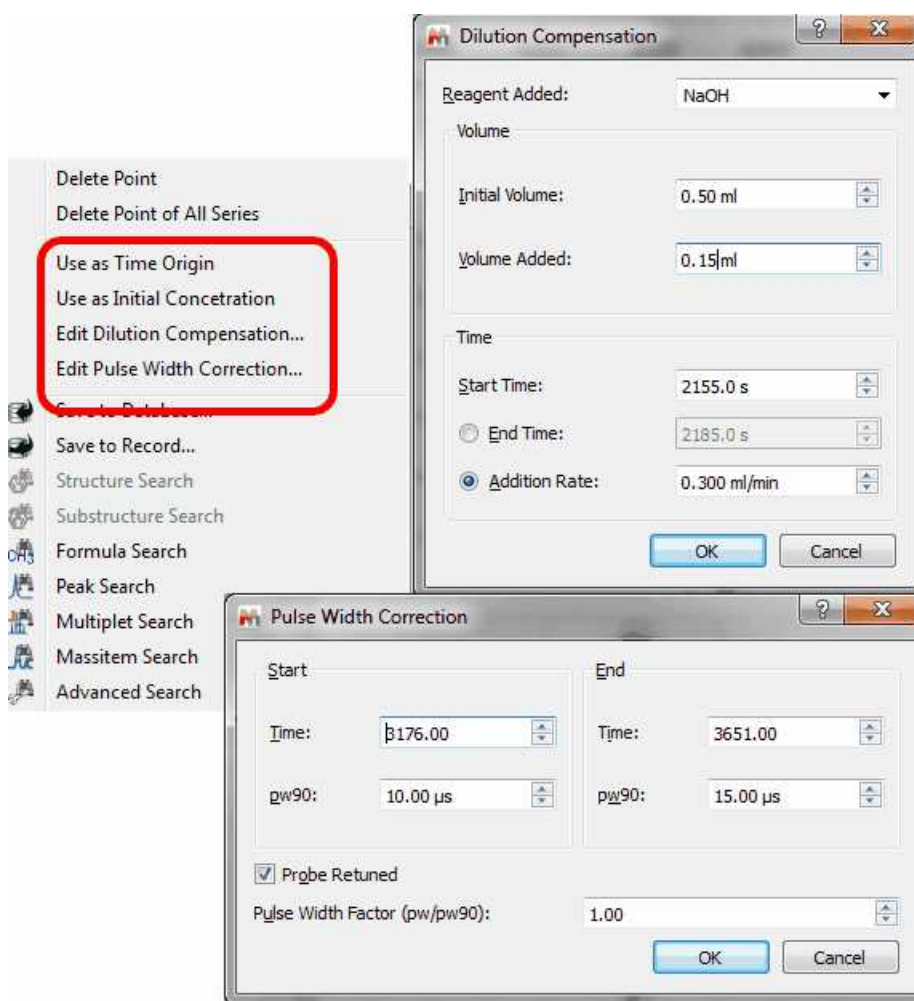 Dilution Compensation
Reagent Added: NaOH
Volume
Initial Volume: 0.50 ml
Volume Added: 0.15 ml
Time
Start Time: 2155.0 s
End Time: 2185.0 s
Addition Rate: 0.300 ml/min
OK Cancel
Delete Point
Delete Point of All Series
Use as Time Origin
Use as Initial Concetration
Edit Dilution Compensation...
Edit Pulse Width Correction...
Save to Database...
Save to Record...
Structure Search
Substructure Search
Formula Search
Peak Search
Multiplet Search
Massitem Search
Advanced Search
Pulse Width Correction
Start End
Time: 3176.00 Time: 3651.00
pw90: 10.00 µs pw90: 15.00 µs
Probe Retuned
Pulse Width Factor (pw/pw90): 1.00
OK Cancel